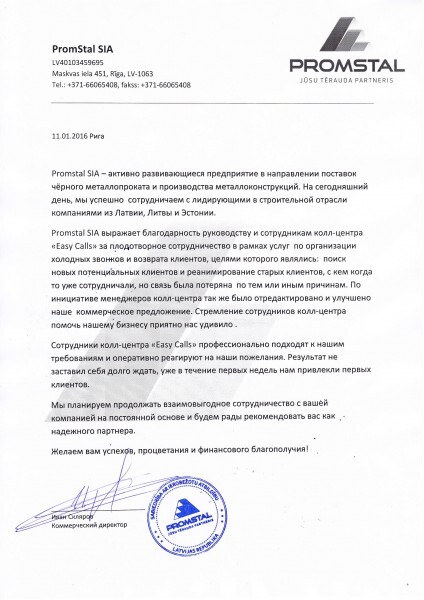 PromStal SIA
LV40103459695
Maskvas iela 451, Rīga, LV-1063
Tel.: +371-66065408, fakss: +371-66065408
PROMSTAL
JŪSU TĒRAUDA PARTNERIS
11.01.2016 Рига
Promstal SIA – активно развивающиеся предприятие в направлении поставок
чёрного металлопроката и производства металлоконструкций. На сегодняшний
день, мы успешно сотрудничаем с лидирующими в строительной отрасли
компаниями из Латвии, Литвы и Эстонии.
Promstal SIA выражает благодарность руководству и сотрудникам колл-центра
«Easy Calls» за плодотворное сотрудничество в рамках услуг по организации
холодных звонков и возврата клиентов, целями которого являлись: поиск
новых потенциальных клиентов и реанимирование старых клиентов, с кем когда
то уже сотрудничали, но связь была потеряна по тем или иным причинам. По
инициативе менеджеров колл-центра так же было отредактировано и улучшено
наше коммерческое предложение. Стремление сотрудников колл-центра
помочь нашему бизнесу приятно нас удивило .
Сотрудники колл-центра «Easy Calls» профессионально подходят к нашим
требованиям и оперативно реагируют на наши пожелания. Результат не
заставил себя долго ждать, уже в течение первых недель нам привлекли первых
клиентов.
Мы планируем продолжать взаимовыгодное сотрудничество с вашей
компанией на постоянной основе и будем рады рекомендовать вас как
надежного партнера.
Желаем вам успехов, процветания и финансового благополучия!
Иван Скляров
Коммерческий директор
SABIEDRĪBA AR IEROBEŽOTU ATBILDĪBU
PROMSTAL
JŪSU TĒRAUDA PARTNERIS
LATVIJAS REPUBLIKA